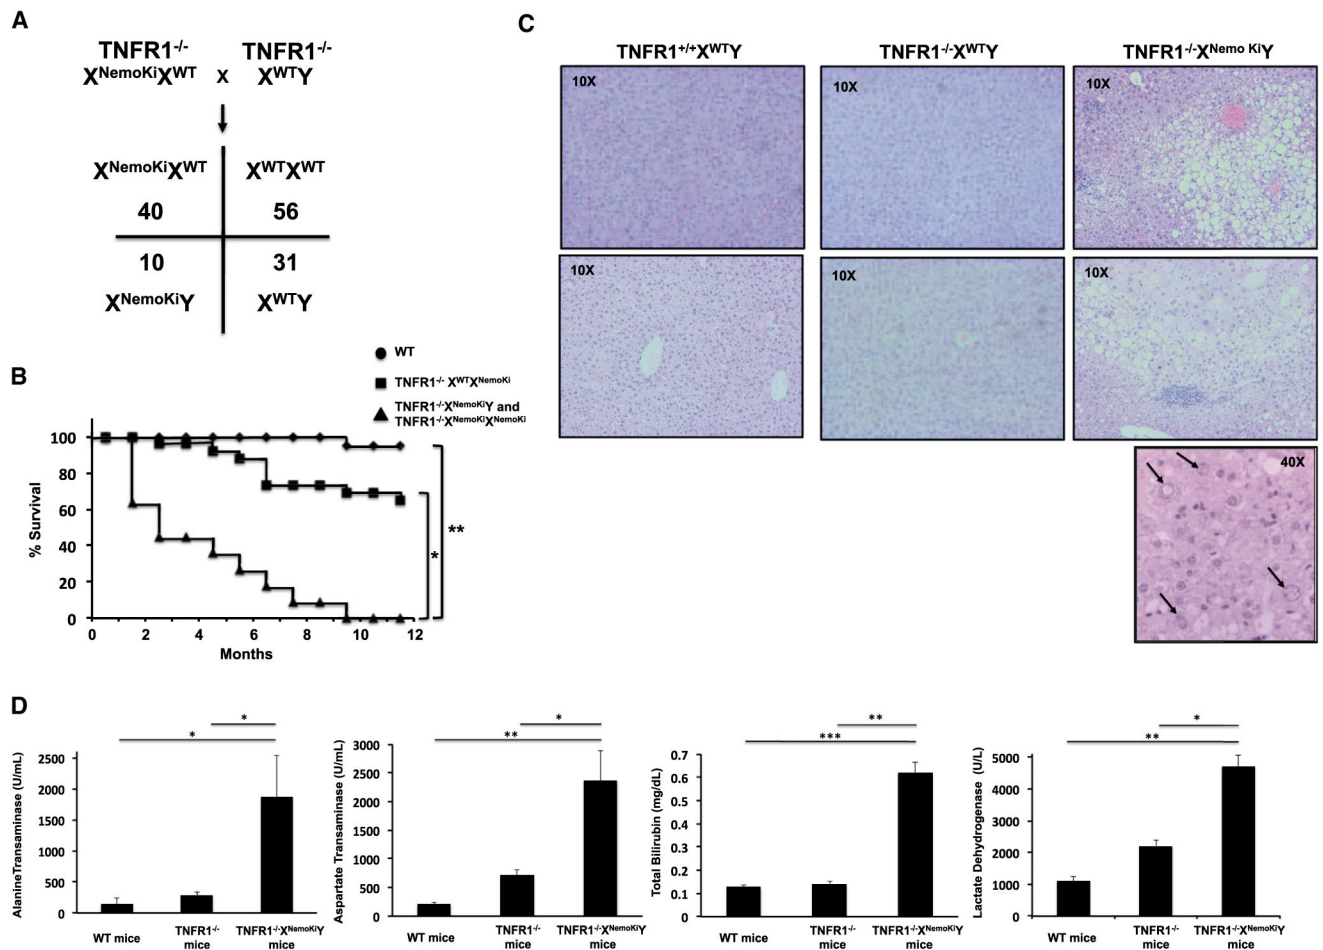 A
TNFR1-/- TNFR1-/-
XNemoKiXWT x XWTY
XNemoKiXWT XWTXWT
40 56
10 31
XNemoKiY XWTY
B
WT
TNFR1-/- XWTXNemoKi
TNFR1-/-XNemoKiY and
TNFR1-/-XNemoKiXNemoKi
% Survival
100
80
60
40
20
0
0 2 4 6 8 10 12
Months
*
**
C
TNFR1+/+XWTY TNFR1-/-XWTY TNFR1-/-XNemo KiY
10X 10X 10X
10X 10X 10X
40X
D
AlanineTransaminase (U/mL)
2500
2000
1500
1000
500
0
* *
WT mice TNFR1-/- mice TNFR1-/-XNemoKiY mice
Aspartate Transaminase (U/mL)
3000
2500
2000
1500
1000
500
0
* **
WT mice TNFR1-/- mice TNFR1-/-XNemoKiY mice
Total Bilirubin (mg/dL)
0.7
0.6
0.5
0.4
0.3
0.2
0.1
0
** ***
WT mice TNFR1-/- mice TNFR1-/-XNemoKiY mice
Lactate Dehydrogenase (U/L)
5000
4000
3000
2000
1000
0
* **
WT mice TNFR1-/- mice TNFR1-/-XNemoKiY mice